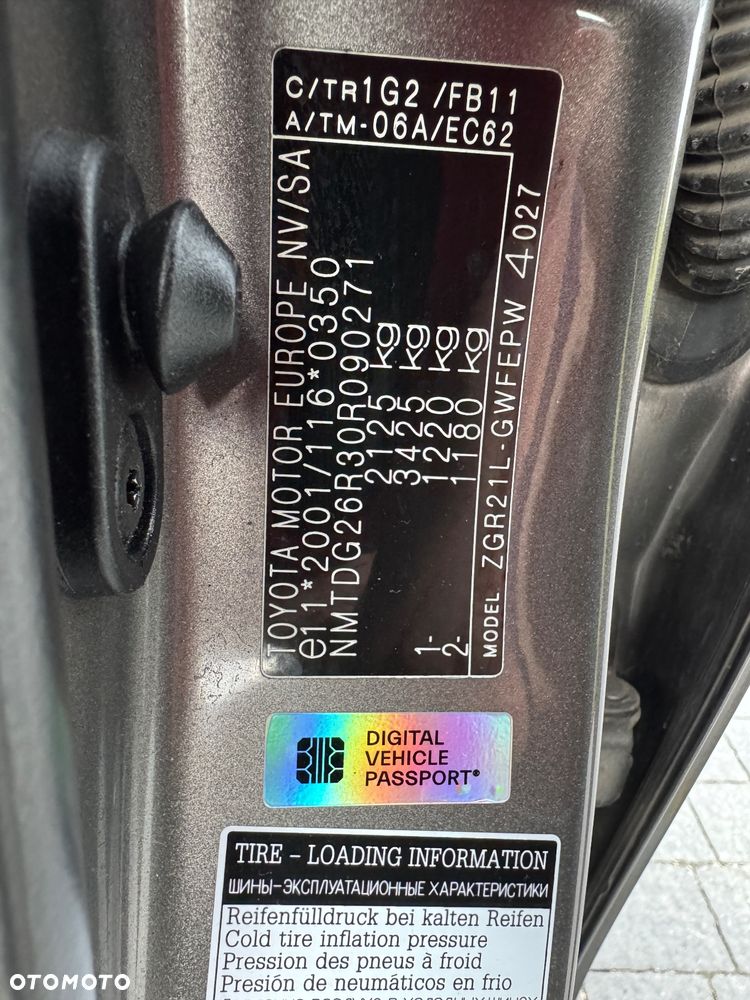 C/TR1G2 /FB11
A/TM-06A/EC62
TOYOTA MOTOR EUROPE NV/SA
e11*2001/116*0350
NMTDG26R30R090271
2125 kg
3425 kg
1- 1220 kg
2- 1180 kg
MODEL ZGR21L-GWFEPW 4027
DIGITAL
VEHICLE
PASSPORT®
TIRE – LOADING INFORMATION
ШИНЫ–ЭКСПЛУАТАЦИОННЫЕ ХАРАКТЕРИСТИКИ
Reifenfülldruck bei kalten Reifen
Cold tire inflation pressure
Pression des pneus à froid
Presión de neumáticos en frio
OTOMOTO